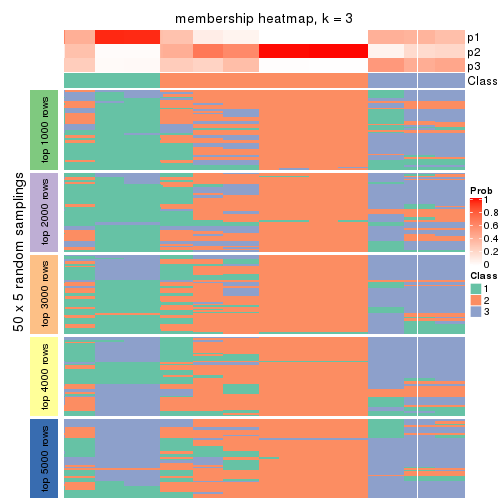 membership heatmap, k = 3
p1
p2
p3
Class
50 x 5 random samplings
top 1000 rows
top 2000 rows
top 3000 rows
top 4000 rows
top 5000 rows
Prob
1
0.8
0.6
0.4
0.2
0
Class
1
2
3